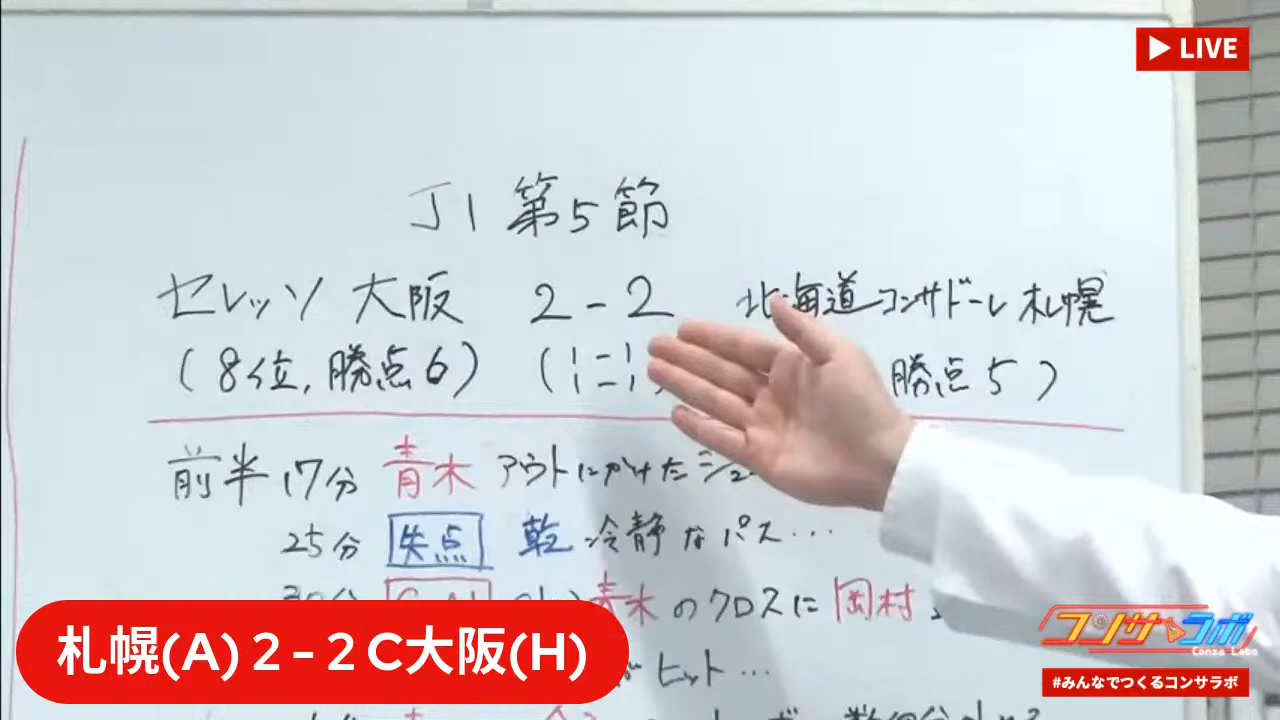 LIVE
J1 第5節
セレッソ大阪 2-2 北海道コンサドーレ札幌
(8位, 勝点6) (1-1 勝点5)
前半 17分 青木 アウトにかけたシュー
25分 失点 乾 冷静なパス…
30分 青木のクロスに岡村
ヒット…
札幌(A) 2-2 C大阪(H)
コンサラボ
Consa Labo
#みんなでつくるコンサラボ